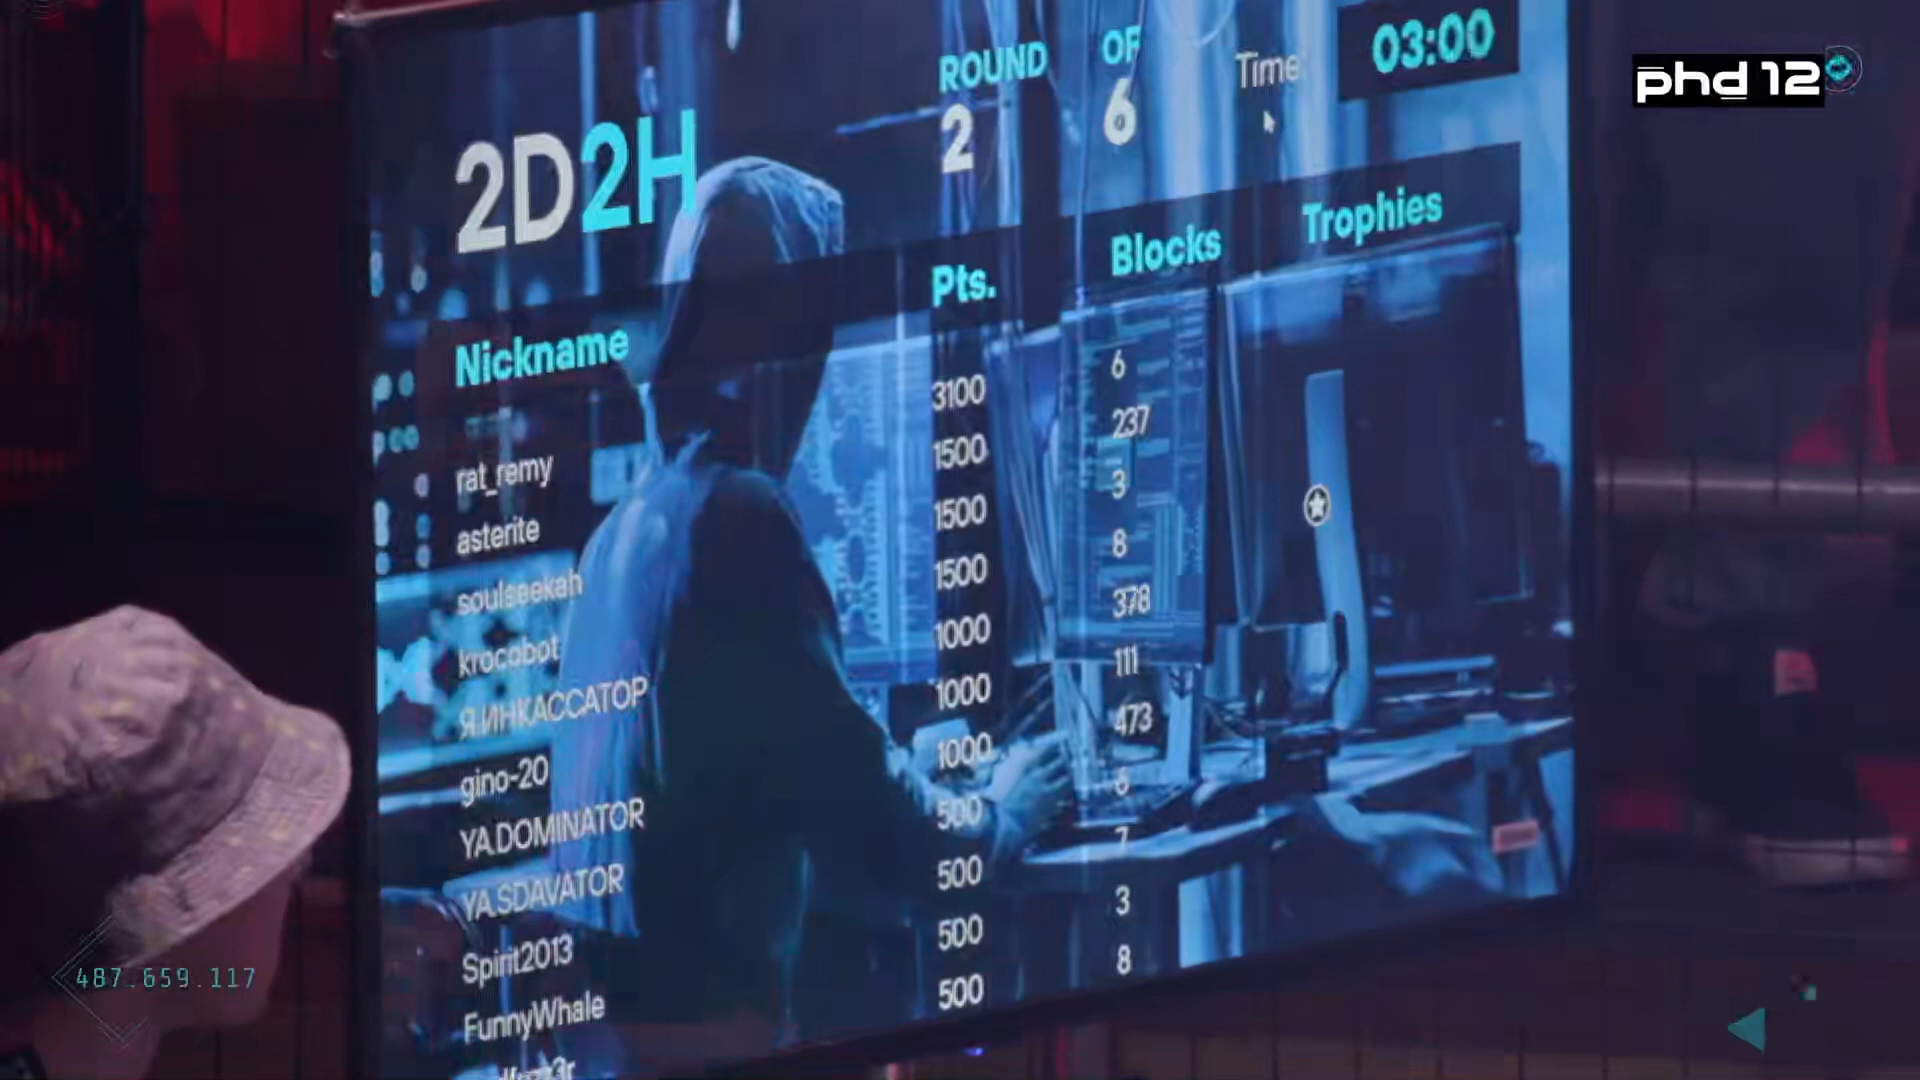 phd 12
ROUND OF Time: 03:00
2 6
2D2H
Nickname Pts. Blocks Trophies
3100 6
rat_remy 1500 237
asterite 1500 3
soulseekah 1500 8
krocobot 1000 378
Я.ИНКАССАТОР 1000 111
gino-20 1000 473
YA.DOMINATOR 500 6
YA.SDAVATOR 500 7
Spirit2013 500 3
FunnyWhale 500 8
487.659.117